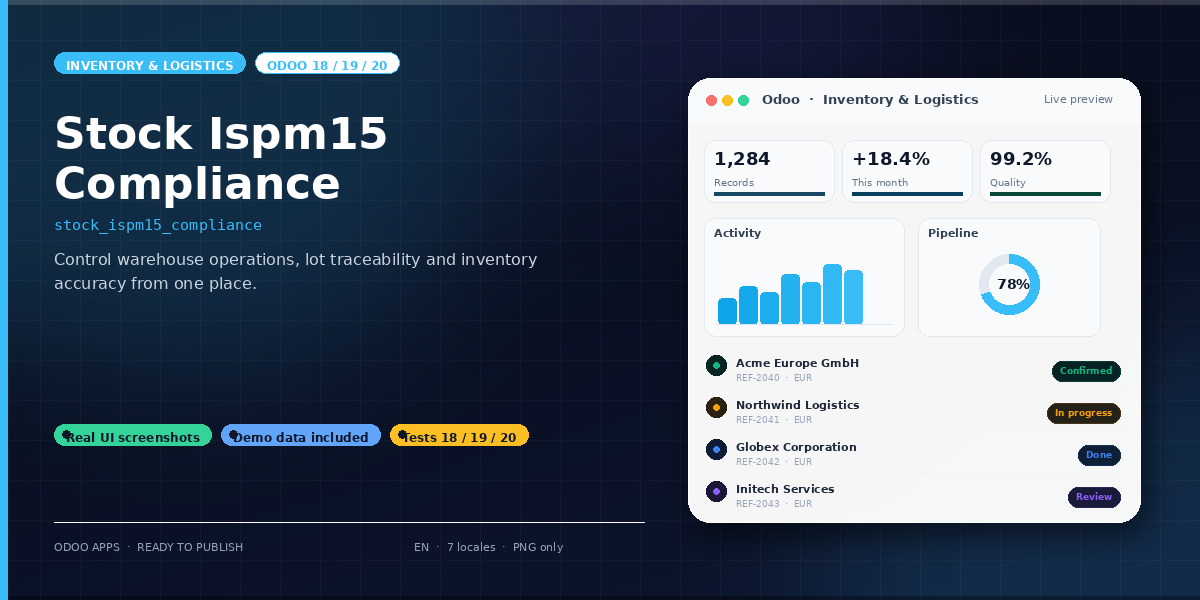 INVENTORY & LOGISTICS
ODOO 18 / 19 / 20
Stock Ispm15
Compliance
stock_ispm15_compliance
Control warehouse operations, lot traceability and inventory
accuracy from one place.
Real UI screenshots
Demo data included
Tests 18 / 19 / 20
ODOO APPS · READY TO PUBLISH
EN · 7 locales · PNG only
Odoo · Inventory & Logistics
Live preview
1,284
Records
+18.4%
This month
99.2%
Quality
Activity
Pipeline
78%
Acme Europe GmbH
REF-2040 · EUR
Confirmed
Northwind Logistics
REF-2041 · EUR
In progress
Globex Corporation
REF-2042 · EUR
Done
Initech Services
REF-2043 · EUR
Review